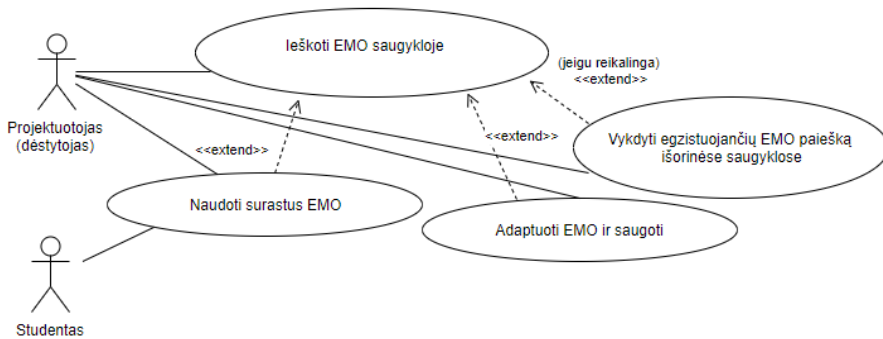 Ieškoti EMO saugykloje
(jeigu reikalinga)
<<extend>>
Projektuotojas
(dėstytojas)
<<extend>>
<<extend>>
Vykdyti egzistuojančių EMO paiešką
išorinėse saugyklose
Naudoti surastus EMO
Adaptuoti EMO ir saugoti
Studentas